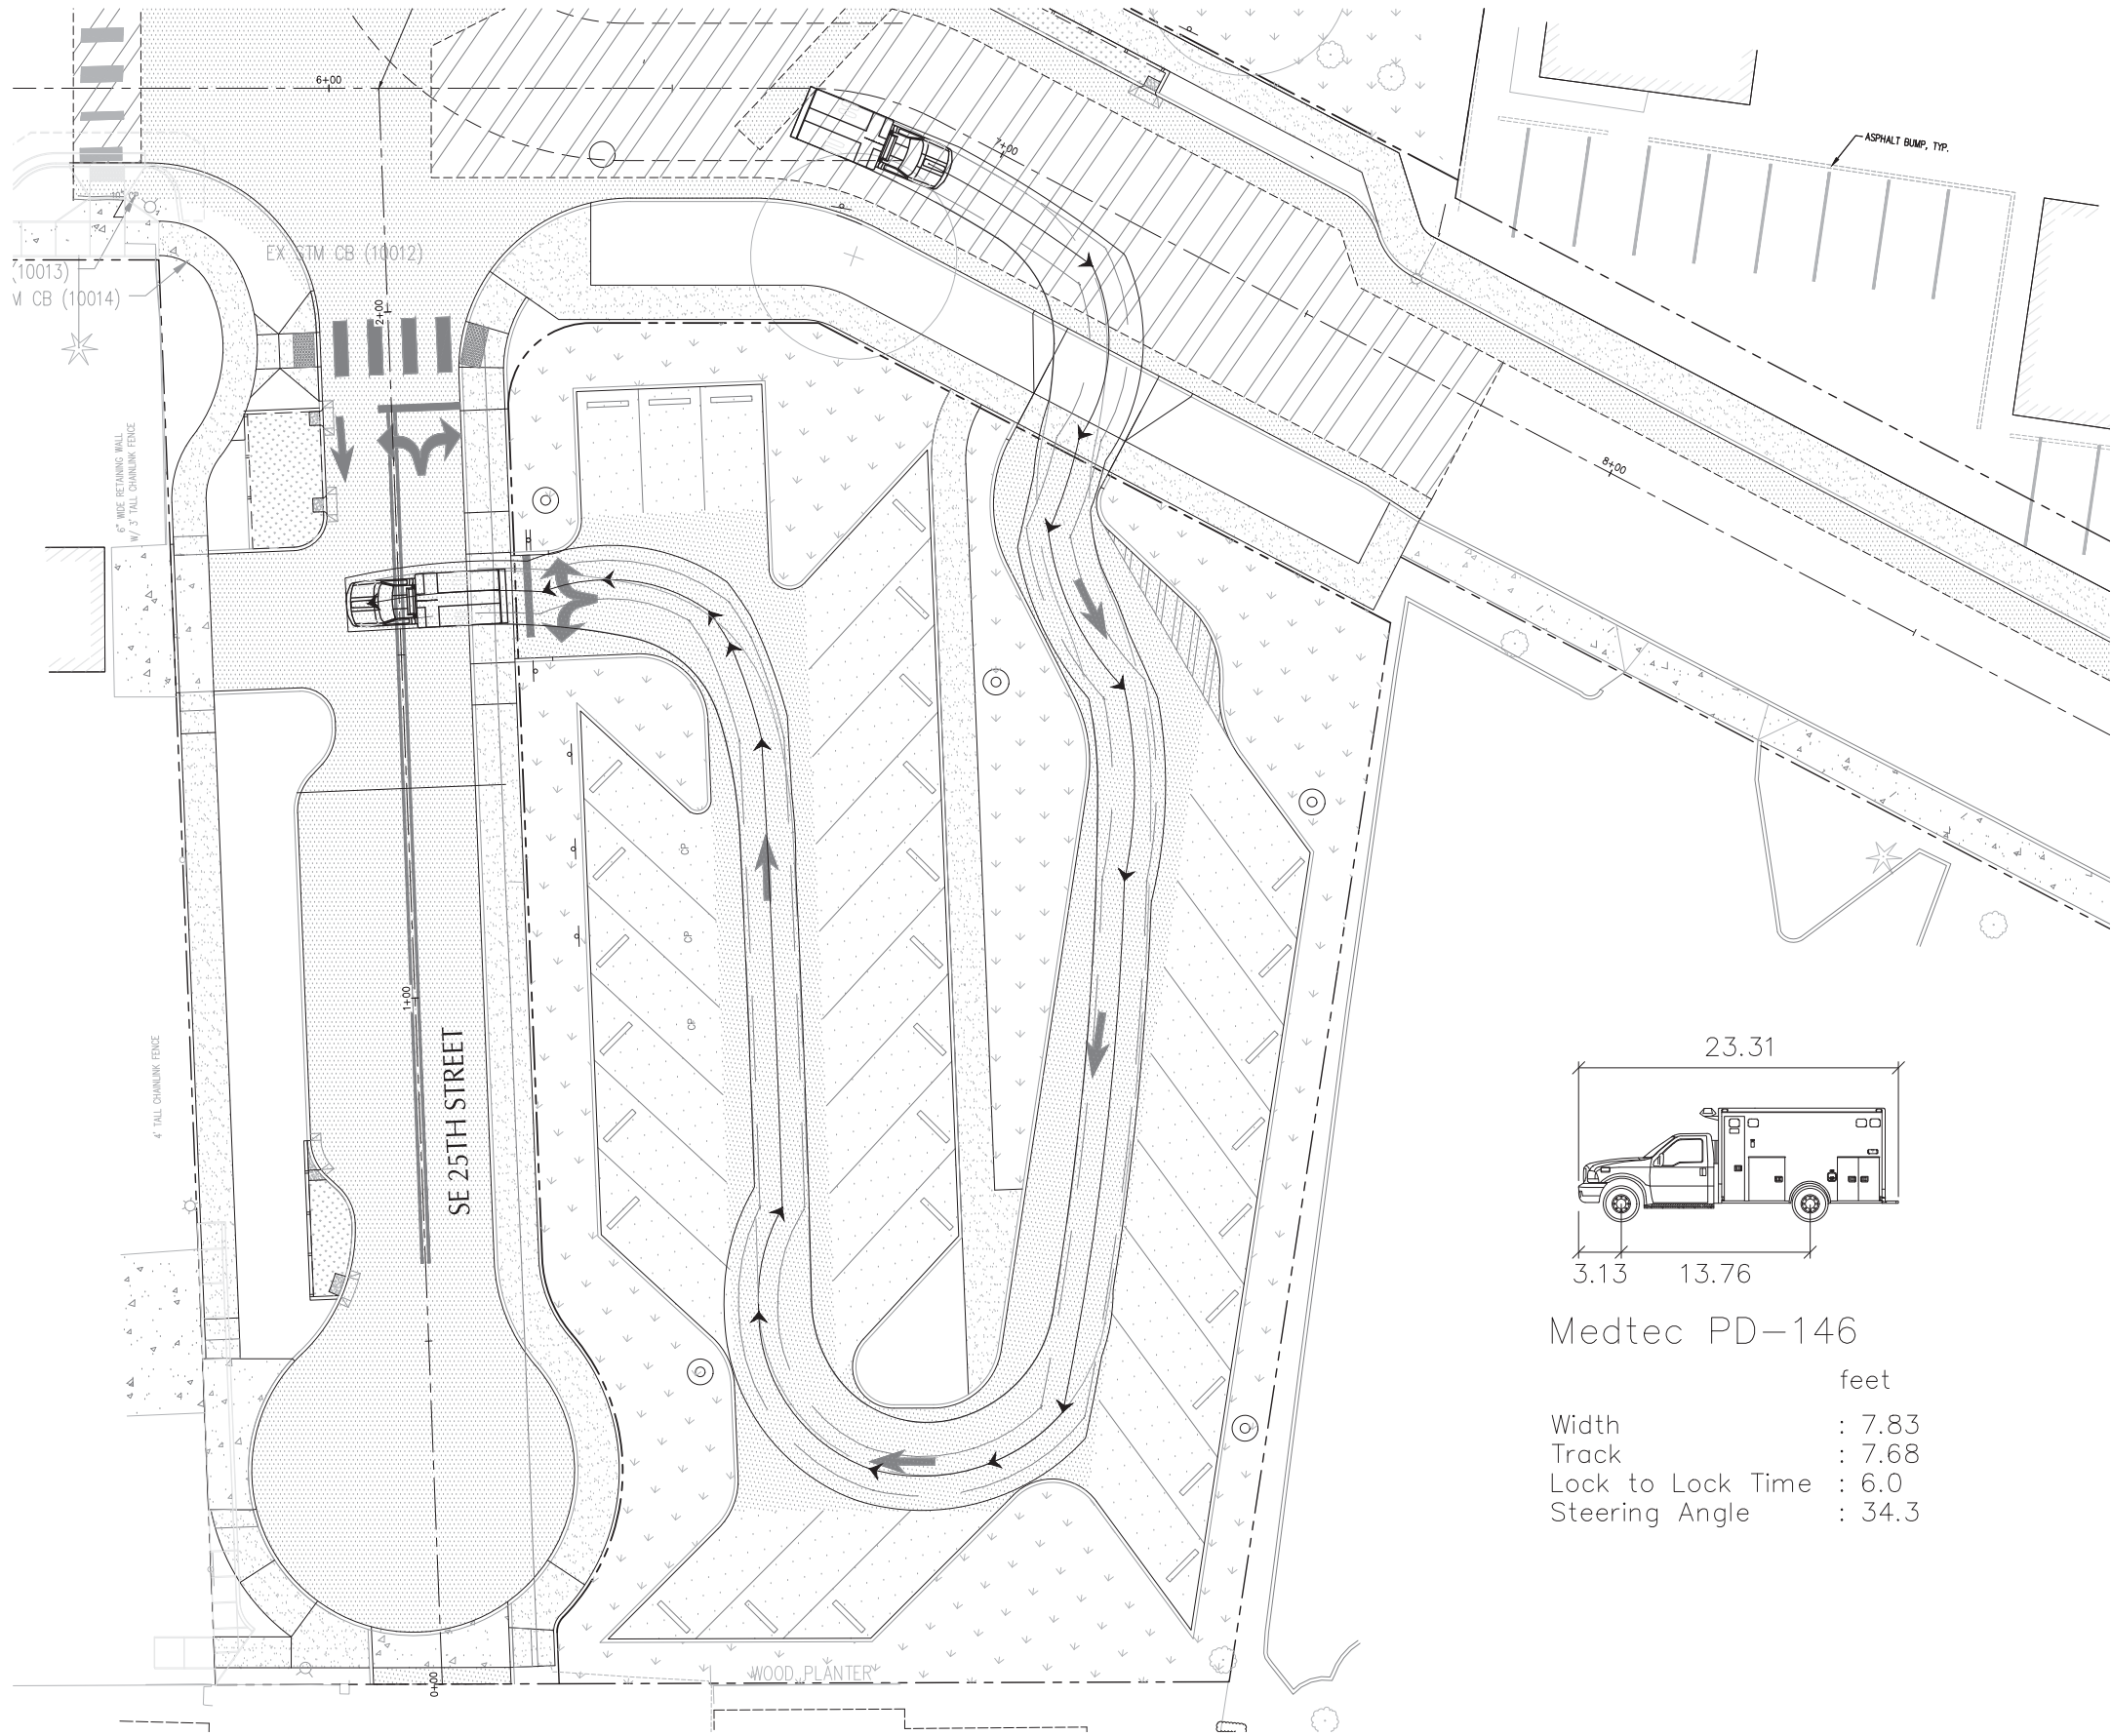 6+00
7+00
ASPHALT BUMP, TYP.
EX STM CB (10012)
(10013)
CB (10014)
2+00
6" WIDE RETAINING WALL
W/ 3' TALL CHAINLINK FENCE
8+00
CP
CP
CP
1+00
SE 25TH STREET
4' TALL CHAINLINK FENCE
23.31
3.13 13.76
Medtec PD-146
feet
Width : 7.83
Track : 7.68
Lock to Lock Time : 6.0
Steering Angle : 34.3
WOOD PLANTER
0+00